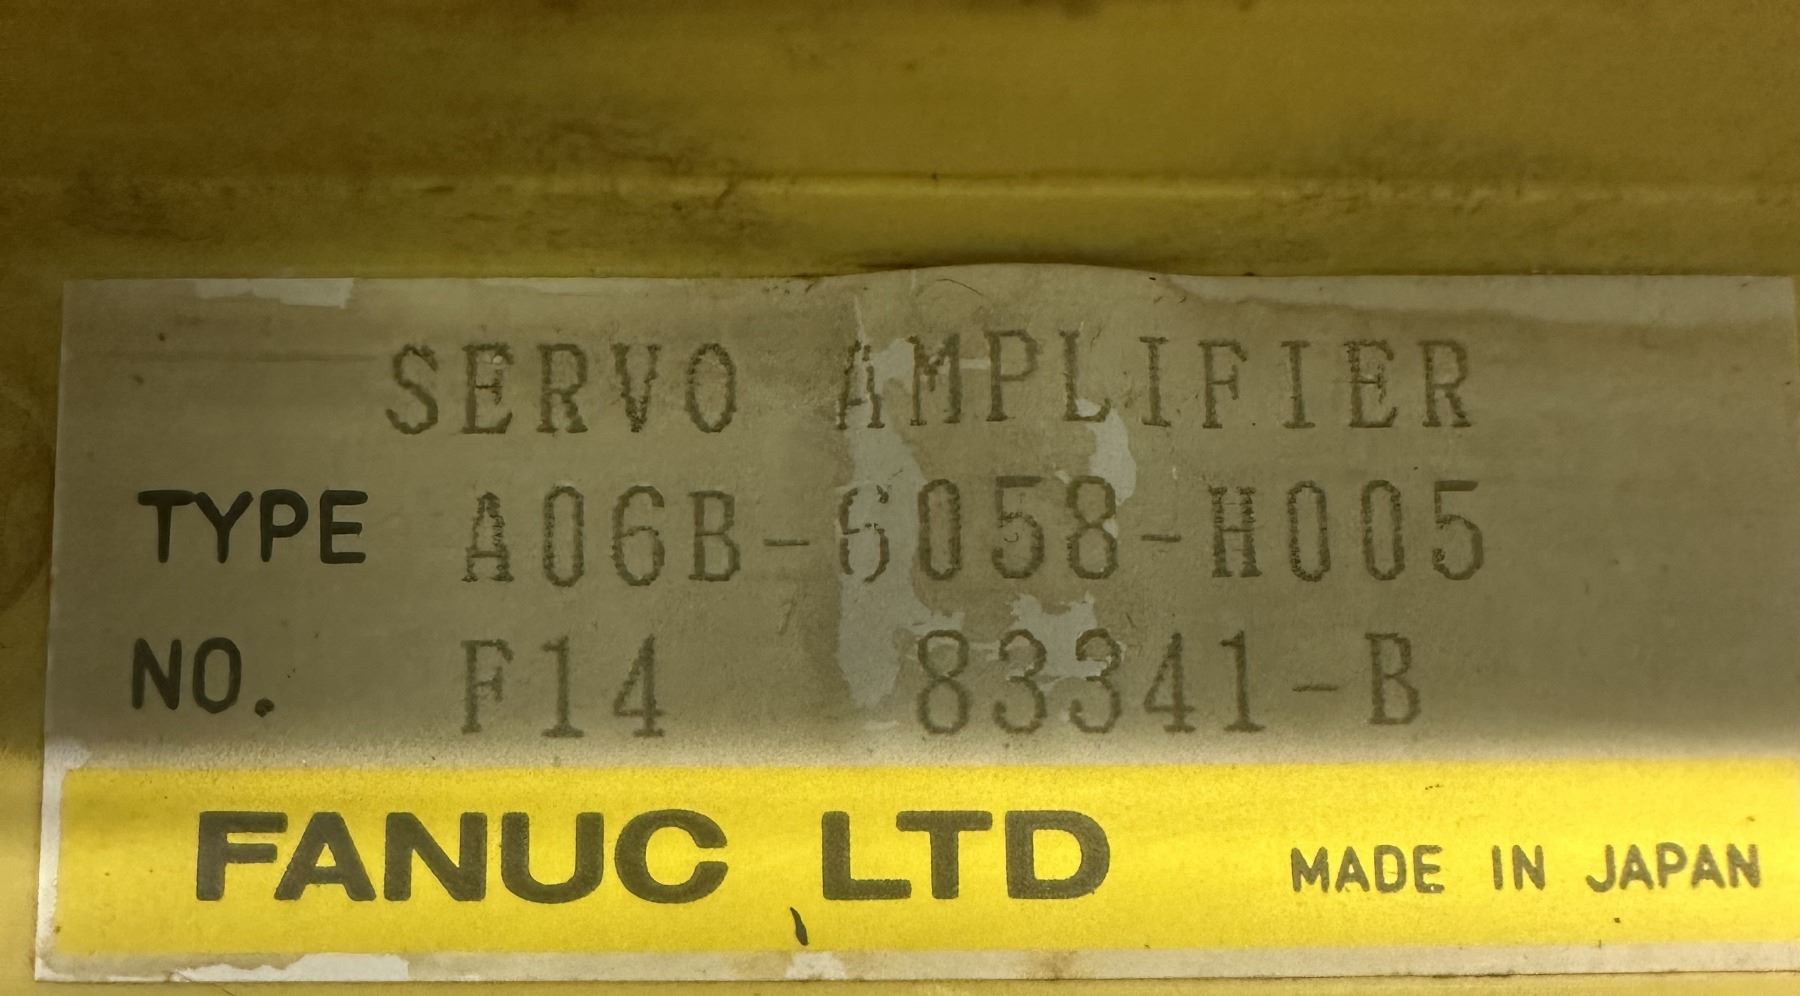 SERVO AMPLIFIER
TYPE A06B-6058-H005
NO. F14 83341-B
FANUC LTD MADE IN JAPAN